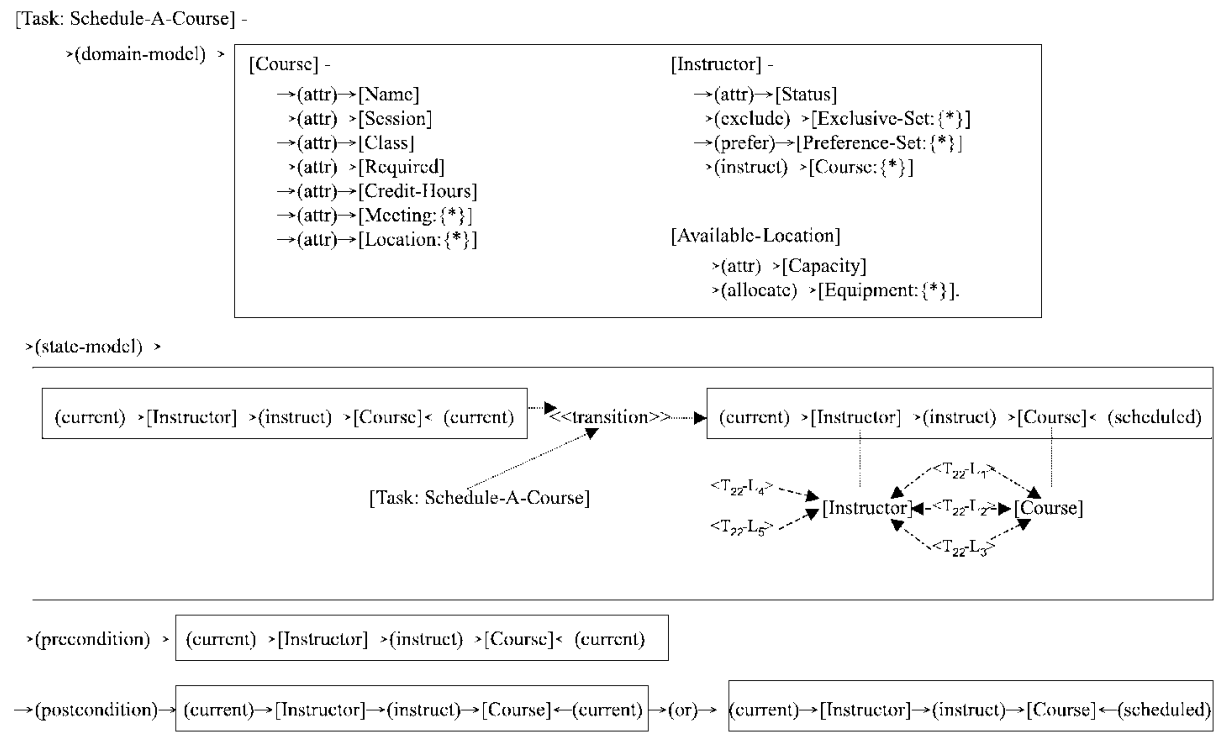 [Task: Schedule-A-Course] -
>(domain-model) >
[Course] -
→(attr)→[Name]
>(attr) >[Session]
→(attr)→[Class]
>(attr) >[Required]
→(attr)→[Credit-Hours]
→(attr)→[Meeting:{*}]
→(attr)→[Location:{*}]
[Instructor] -
→(attr)→[Status]
>(exclude) >[Exclusive-Set:{*}]
→(prefer)→[Preference-Set:{*}]
>(instruct) >[Course:{*}]
[Available-Location]
>(attr) >[Capacity]
>(allocate) >[Equipment:{*}].
>(state-model) >
(current) >[Instructor] >(instruct) >[Course]< (current)
<<transition>>
(current) >[Instructor] >(instruct) >[Course]< (scheduled)
[Task: Schedule-A-Course]
<T22-L4>
<T22-L5>
<T22-L1>
[Instructor]
<T22-L2>
[Course]
<T22-L3>
>(precondition) > (current) >[Instructor] >(instruct) >[Course]< (current)
→(postcondition)→ (current)→[Instructor]→(instruct)→[Course]←(current) →(or)→ (current)→[Instructor]→(instruct)→[Course]←(scheduled)